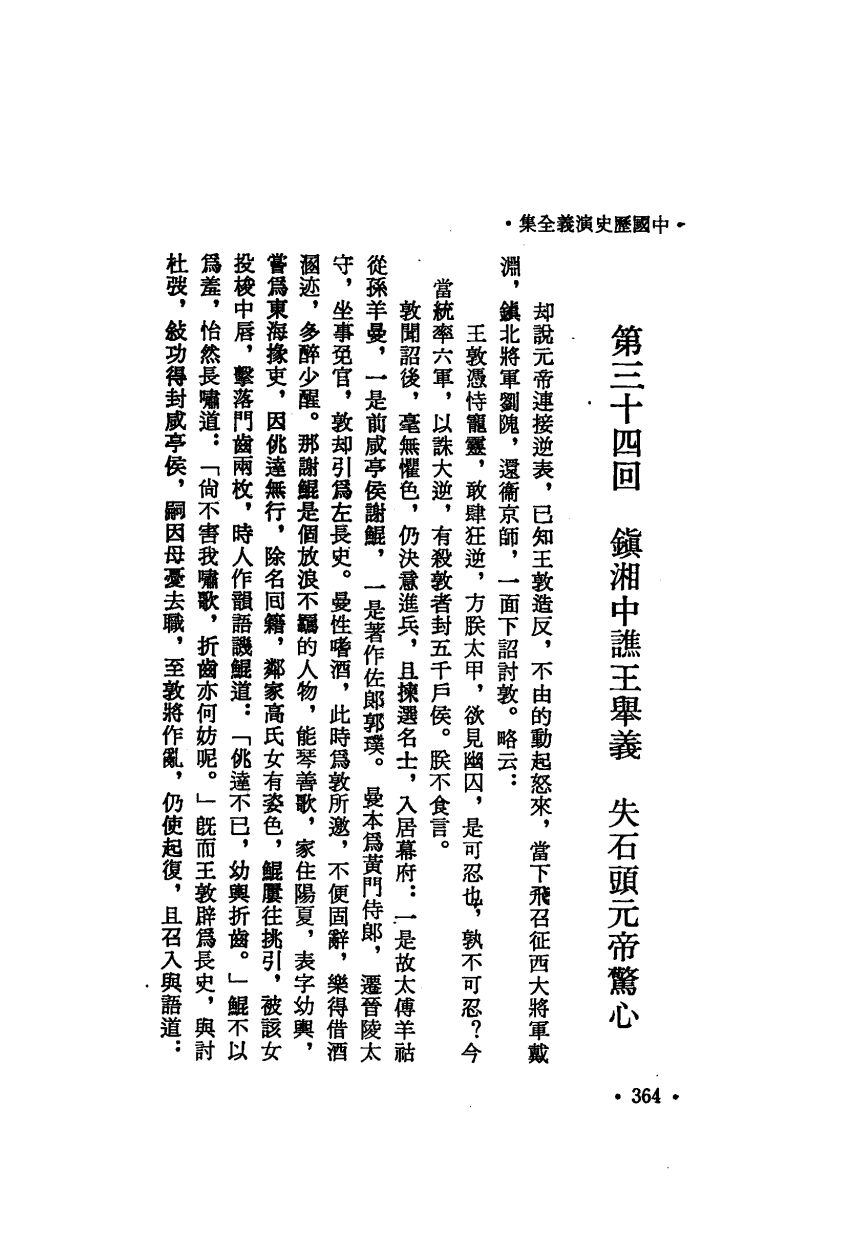 •中國歷史演義全集•
第三十四回　鎭湘中譙王舉義　失石頭元帝驚心
却說元帝連接逆表，已知王敦造反，不由的動起怒來，當下飛召征西大將軍戴
淵，鎭北將軍劉隗，還衞京師，一面下詔討敦。略云：
王敦憑恃寵靈，敢肆狂逆，方朕太甲，欲見幽囚，是可忍也，孰不可忍？今
當統率六軍，以誅大逆，有殺敦者封五千戶侯。朕不食言。
敦聞詔後，毫無懼色，仍決意進兵，且揀選名士，入居幕府：一是故太傅羊祜
從孫羊曼，一是前咸亭侯謝鯤，一是著作佐郎郭璞。曼本爲黃門侍郎，遷晉陵太
守，坐事免官，敦却引爲左長史。曼性嗜酒，此時爲敦所邀，不便固辭，樂得借酒
溷迹，多醉少醒。那謝鯤是個放浪不羈的人物，能琴善歌，家住陽夏，表字幼輿，
嘗爲東海掾吏，因佻達無行，除名回籍，鄰家高氏女有姿色，鯤屢往挑引，被該女
投梭中唇，擊落門齒兩枚，時人作韻語譏鯤道：「佻達不已，幼輿折齒。」鯤不以
爲羞，怡然長嘯道：「尙不害我嘯歌，折齒亦何妨呢。」旣而王敦辟爲長史，與討
杜弢，敍功得封咸亭侯，嗣因母憂去職，至敦將作亂，仍使起復，且召入與語道：
•364•